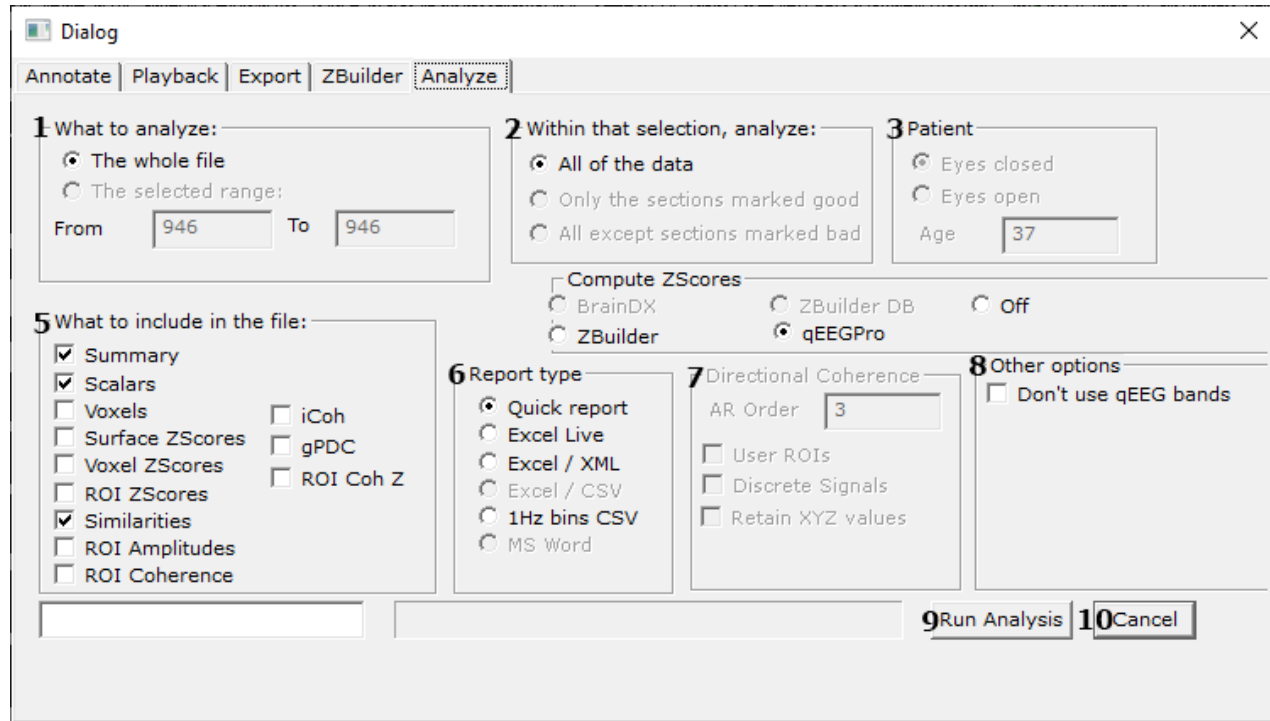 Dialog
Annotate Playback Export ZBuilder Analyze
1 What to analyze:
The whole file
The selected range:
From 946 To 946
2 Within that selection, analyze:
All of the data
Only the sections marked good
All except sections marked bad
3 Patient
Eyes closed
Eyes open
Age 37
Compute ZScores
BrainDX ZBuilder DB Off
ZBuilder qEEGPro
5 What to include in the file:
Summary
Scalars
Voxels
Surface ZScores
Voxel ZScores
ROI ZScores
Similarities
ROI Amplitudes
ROI Coherence
iCoh
gPDC
ROI Coh Z
6 Report type
Quick report
Excel Live
Excel / XML
Excel / CSV
1Hz bins CSV
MS Word
7 Directional Coherence
AR Order 3
User ROIs
Discrete Signals
Retain XYZ values
8 Other options
Don't use qEEG bands
9 Run Analysis 10 Cancel